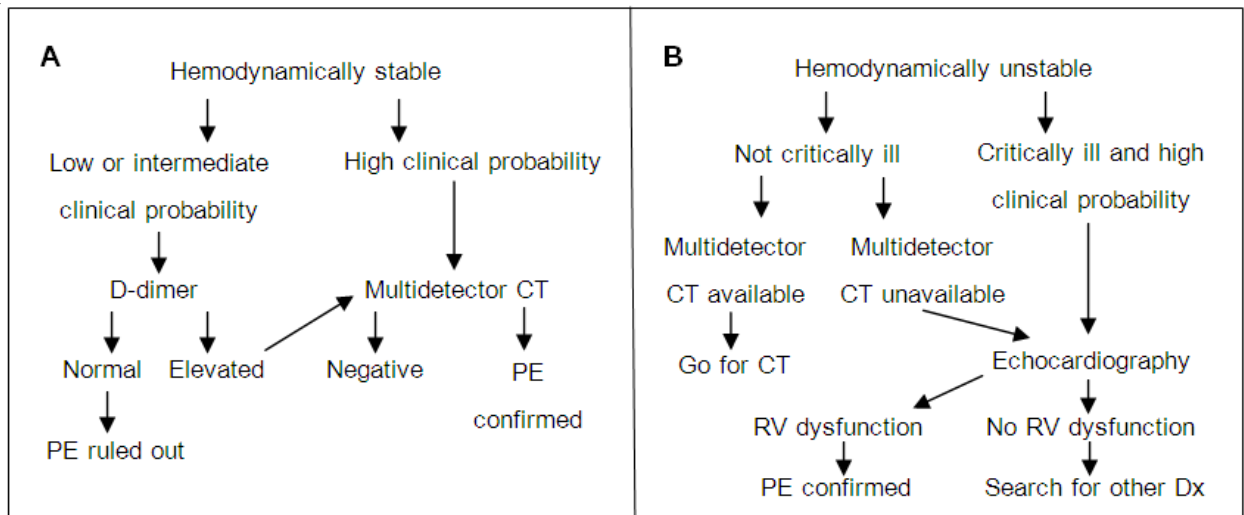 A
Hemodynamically stable
Low or intermediate
clinical probability
High clinical probability
D-dimer
Multidetector CT
Normal
Elevated
Negative
PE
confirmed
PE ruled out
B
Hemodynamically unstable
Not critically ill
Critically ill and high
clinical probability
Multidetector
CT available
Multidetector
CT unavailable
Go for CT
Echocardiography
RV dysfunction
No RV dysfunction
PE confirmed
Search for other Dx